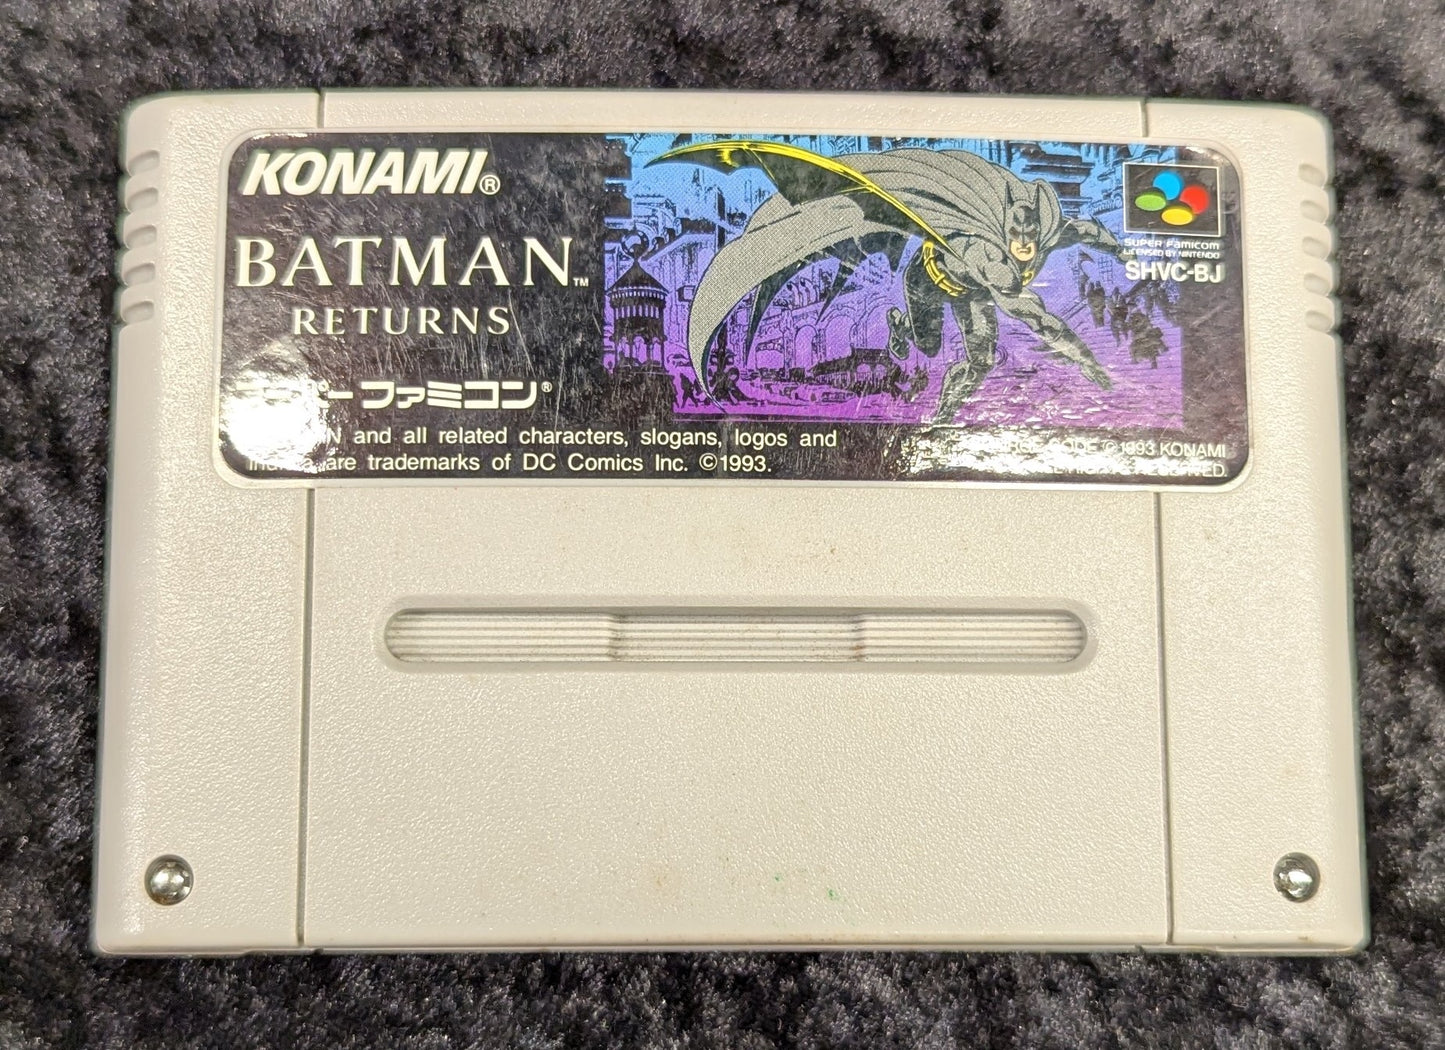 KONAMI®
BATMAN™
RETURNS
SUPER Famicom
LICENSED BY NINTENDO
SHVC-BJ
ファミコン®
and all related characters, slogans, logos and
are trademarks of DC Comics Inc. ©1993.
©1993 KONAMI